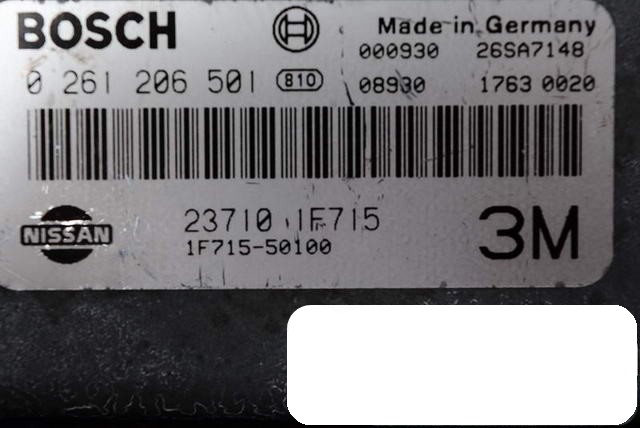 BOSCH
Made in Germany
000930 26SA7148
0 261 206 501 810 08930 1763 0020
NISSAN 23710 1F715 3M
1F715-50100